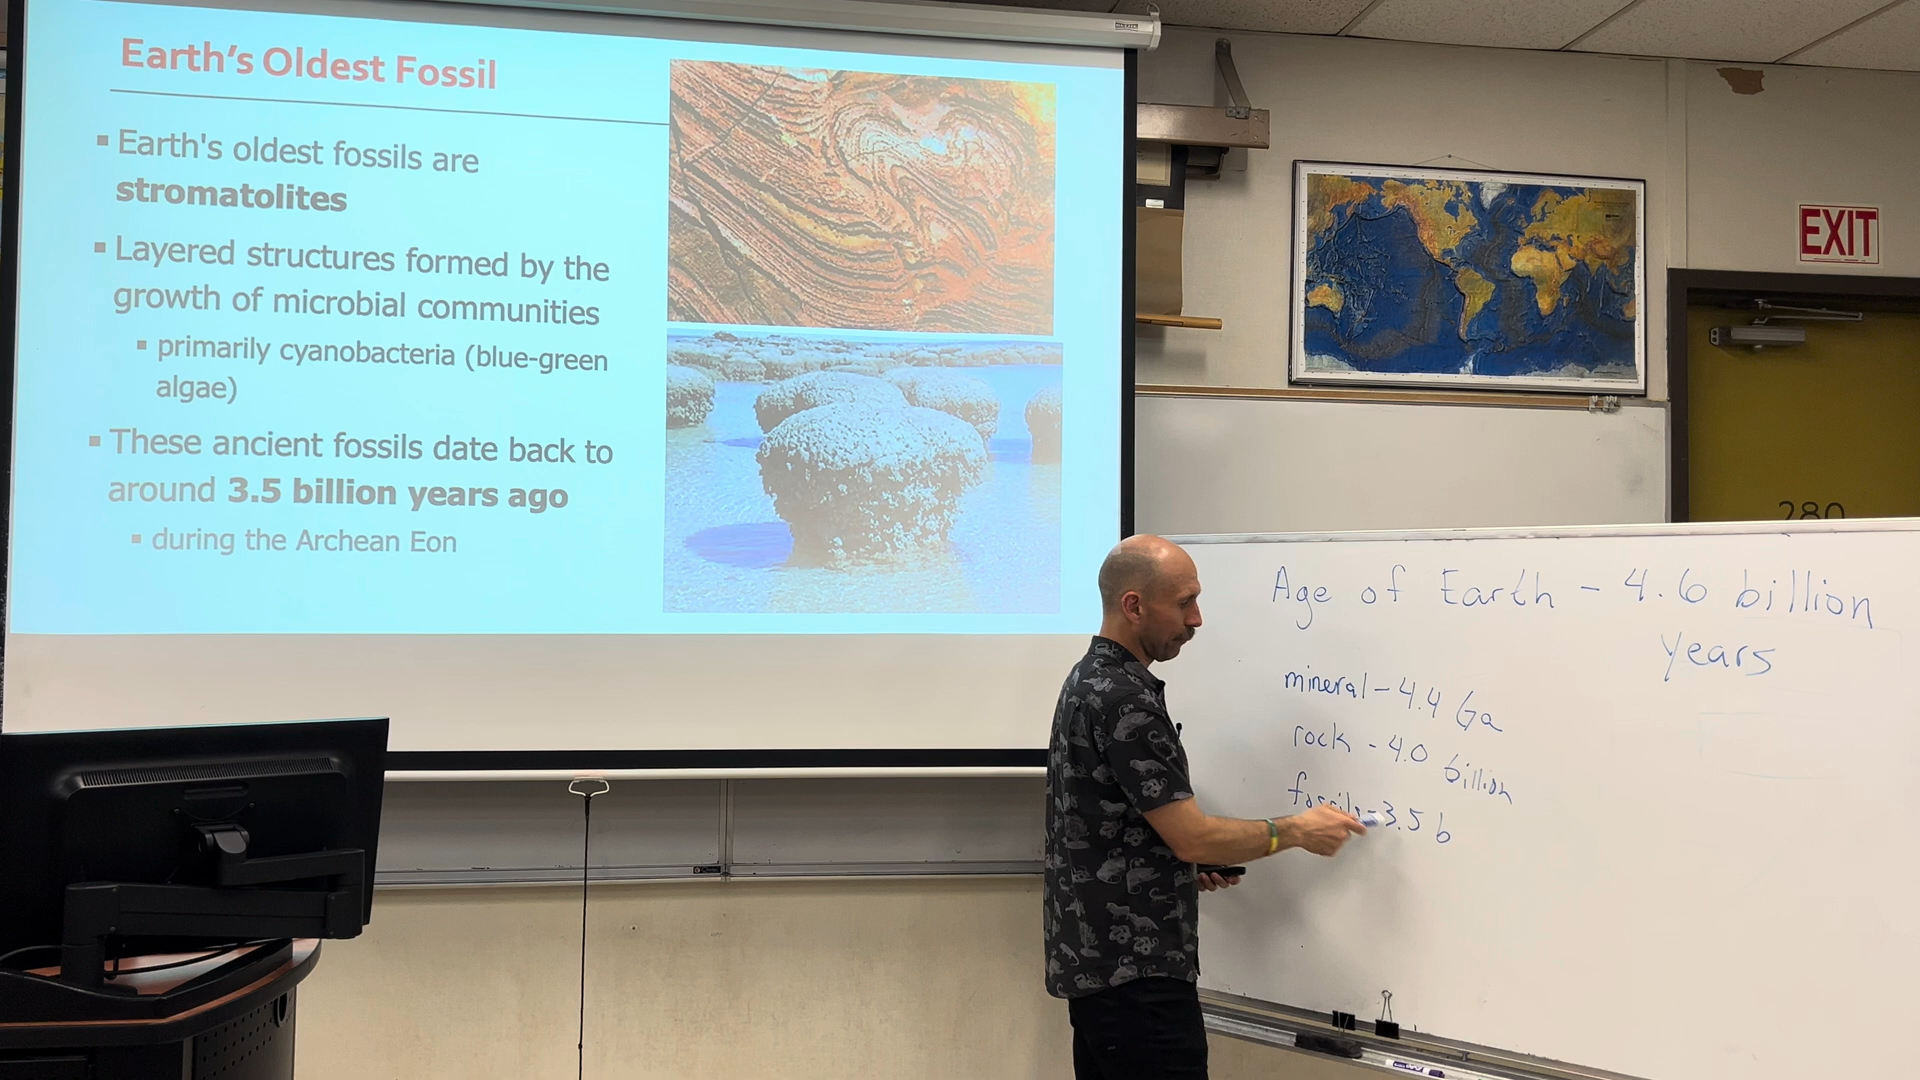 Earth's Oldest Fossil
▪ Earth's oldest fossils are
stromatolites
▪ Layered structures formed by the
growth of microbial communities
▪ primarily cyanobacteria (blue-green
algae)
▪ These ancient fossils date back to
around 3.5 billion years ago
▪ during the Archean Eon
EXIT
280
Age of Earth - 4.6 billion
years
mineral - 4.4 Ga
rock - 4.0 billion
fossils - 3.5 b